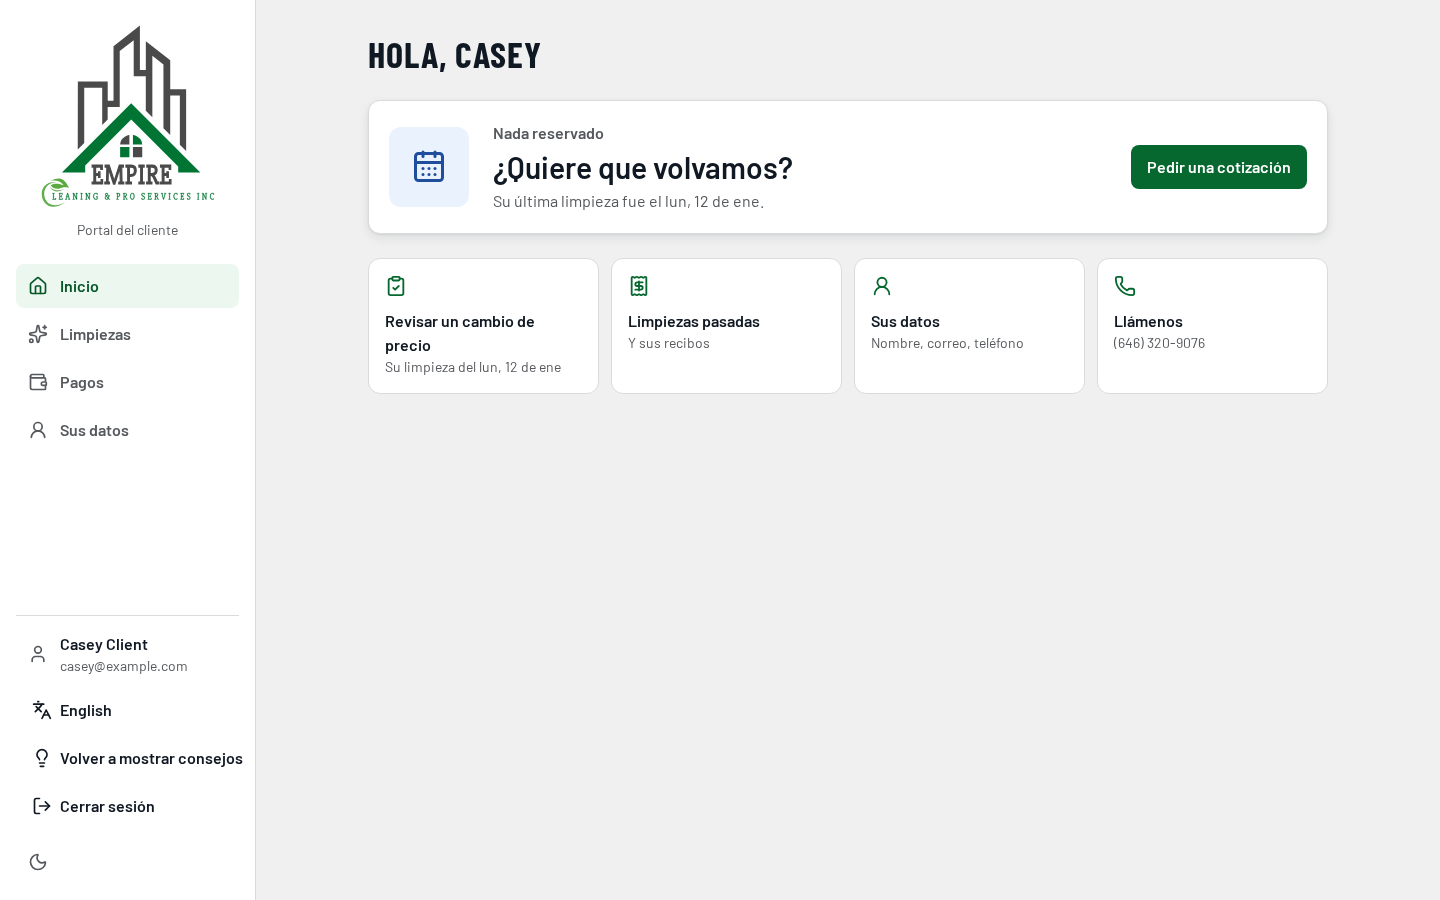 EMPIRE
CLEANING & PRO SERVICES INC
Portal del cliente
Inicio
Limpiezas
Pagos
Sus datos
Casey Client
casey@example.com
English
Volver a mostrar consejos
Cerrar sesión
HOLA, CASEY
Nada reservado
¿Quiere que volvamos?
Su última limpieza fue el lun, 12 de ene.
Pedir una cotización
Revisar un cambio de
precio
Su limpieza del lun, 12 de ene
Limpiezas pasadas
Y sus recibos
Sus datos
Nombre, correo, teléfono
Llámenos
(646) 320-9076